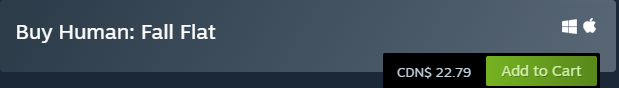 Buy Human: Fall Flat
CDN$ 22.79
Add to Cart